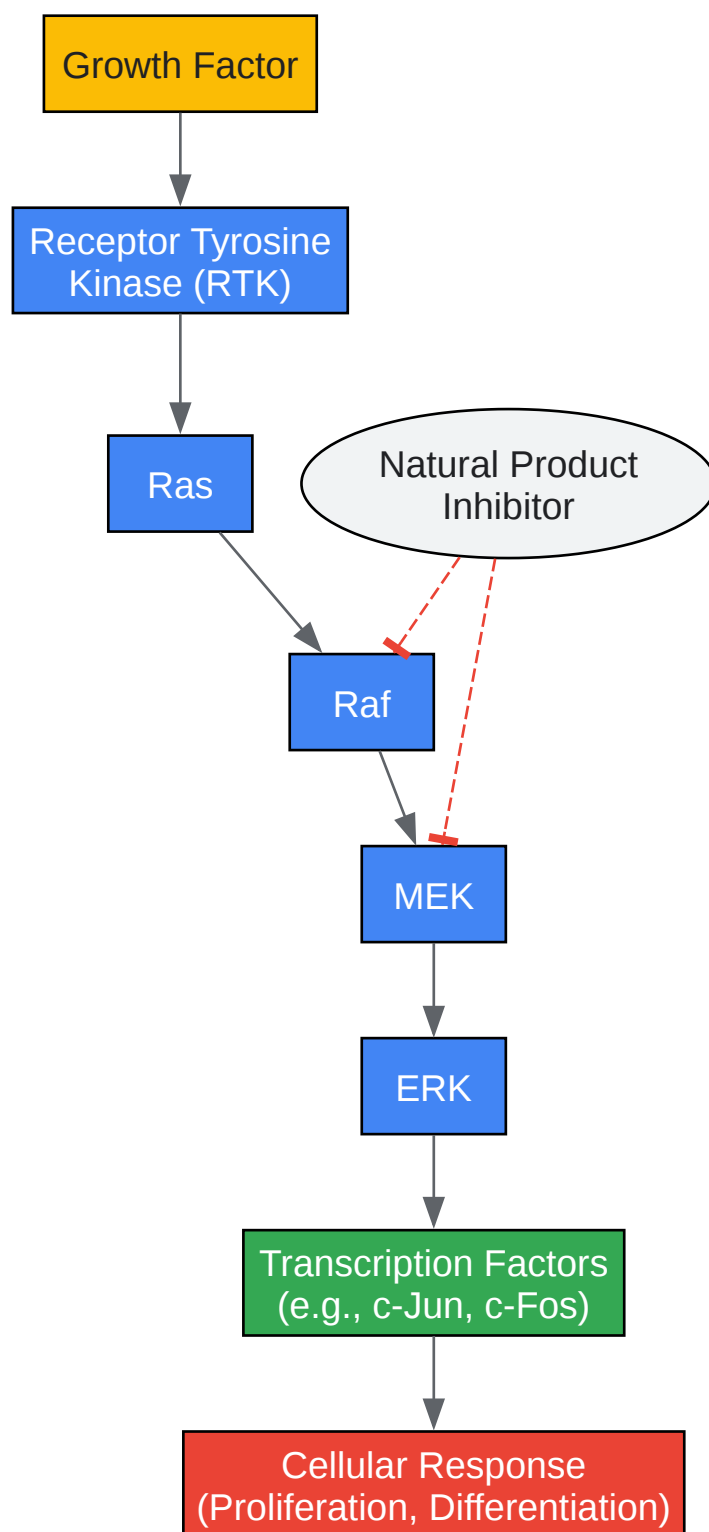 Growth Factor
Receptor Tyrosine
Kinase (RTK)
Ras
Natural Product
Inhibitor
Raf
MEK
ERK
Transcription Factors
(e.g., c-Jun, c-Fos)
Cellular Response
(Proliferation, Differentiation)